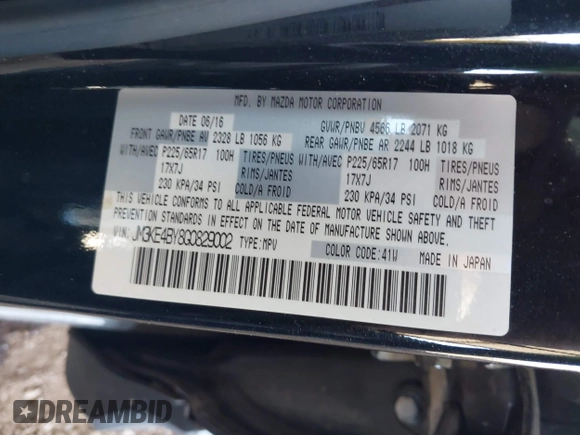 MFD. BY MAZDA MOTOR CORPORATION
DATE 06/16
GVWR/PNBV 4566 LB 2071 KG
FRONT GAWR/PNBE AV 2328 LB 1056 KG
REAR GAWR/PNBE AR 2244 LB 1018 KG
WITH/AVEC P225/65R17 100H TIRES/PNEUS
17X7J RIMS/JANTES
230 KPA/34 PSI COLD/A FROID
WITH/AVEC P225/65R17 100H TIRES/PNEUS
17X7J RIMS/JANTES
230 KPA/34 PSI COLD/A FROID
THIS VEHICLE CONFORMS TO ALL APPLICABLE FEDERAL MOTOR VEHICLE SAFETY AND THEFT
PREVENTION STANDARDS IN EFFECT ON THE DATE OF MANUFACTURE SHOWN ABOVE.
VIN: JM3KE4BY8G0829002 TYPE:MPV
COLOR CODE:41W MADE IN JAPAN
DREAMBID